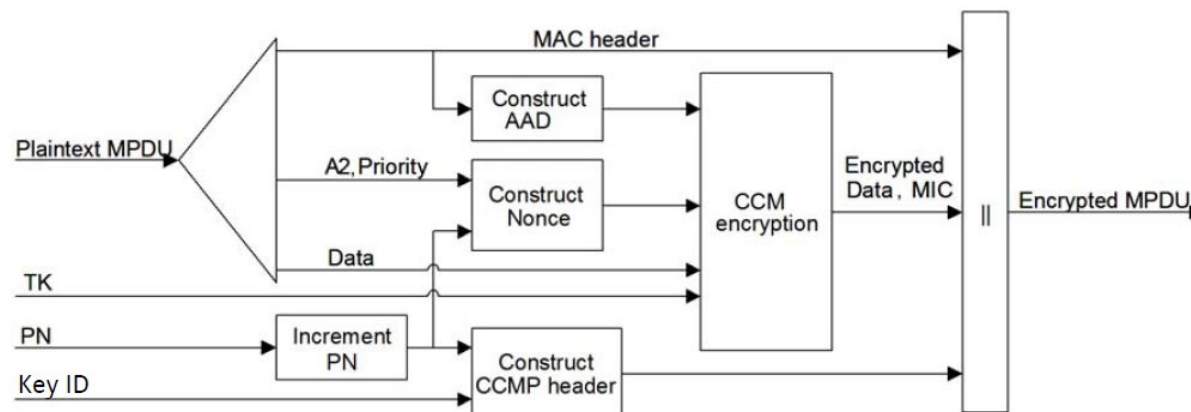 MAC header
Construct
AAD
Plaintext MPDU
A2,Priority
Construct
Nonce
Encrypted
Data, MIC
CCM
encryption
||
Encrypted MPDU
Data
TK
PN
Increment
PN
Construct
CCMP header
Key ID